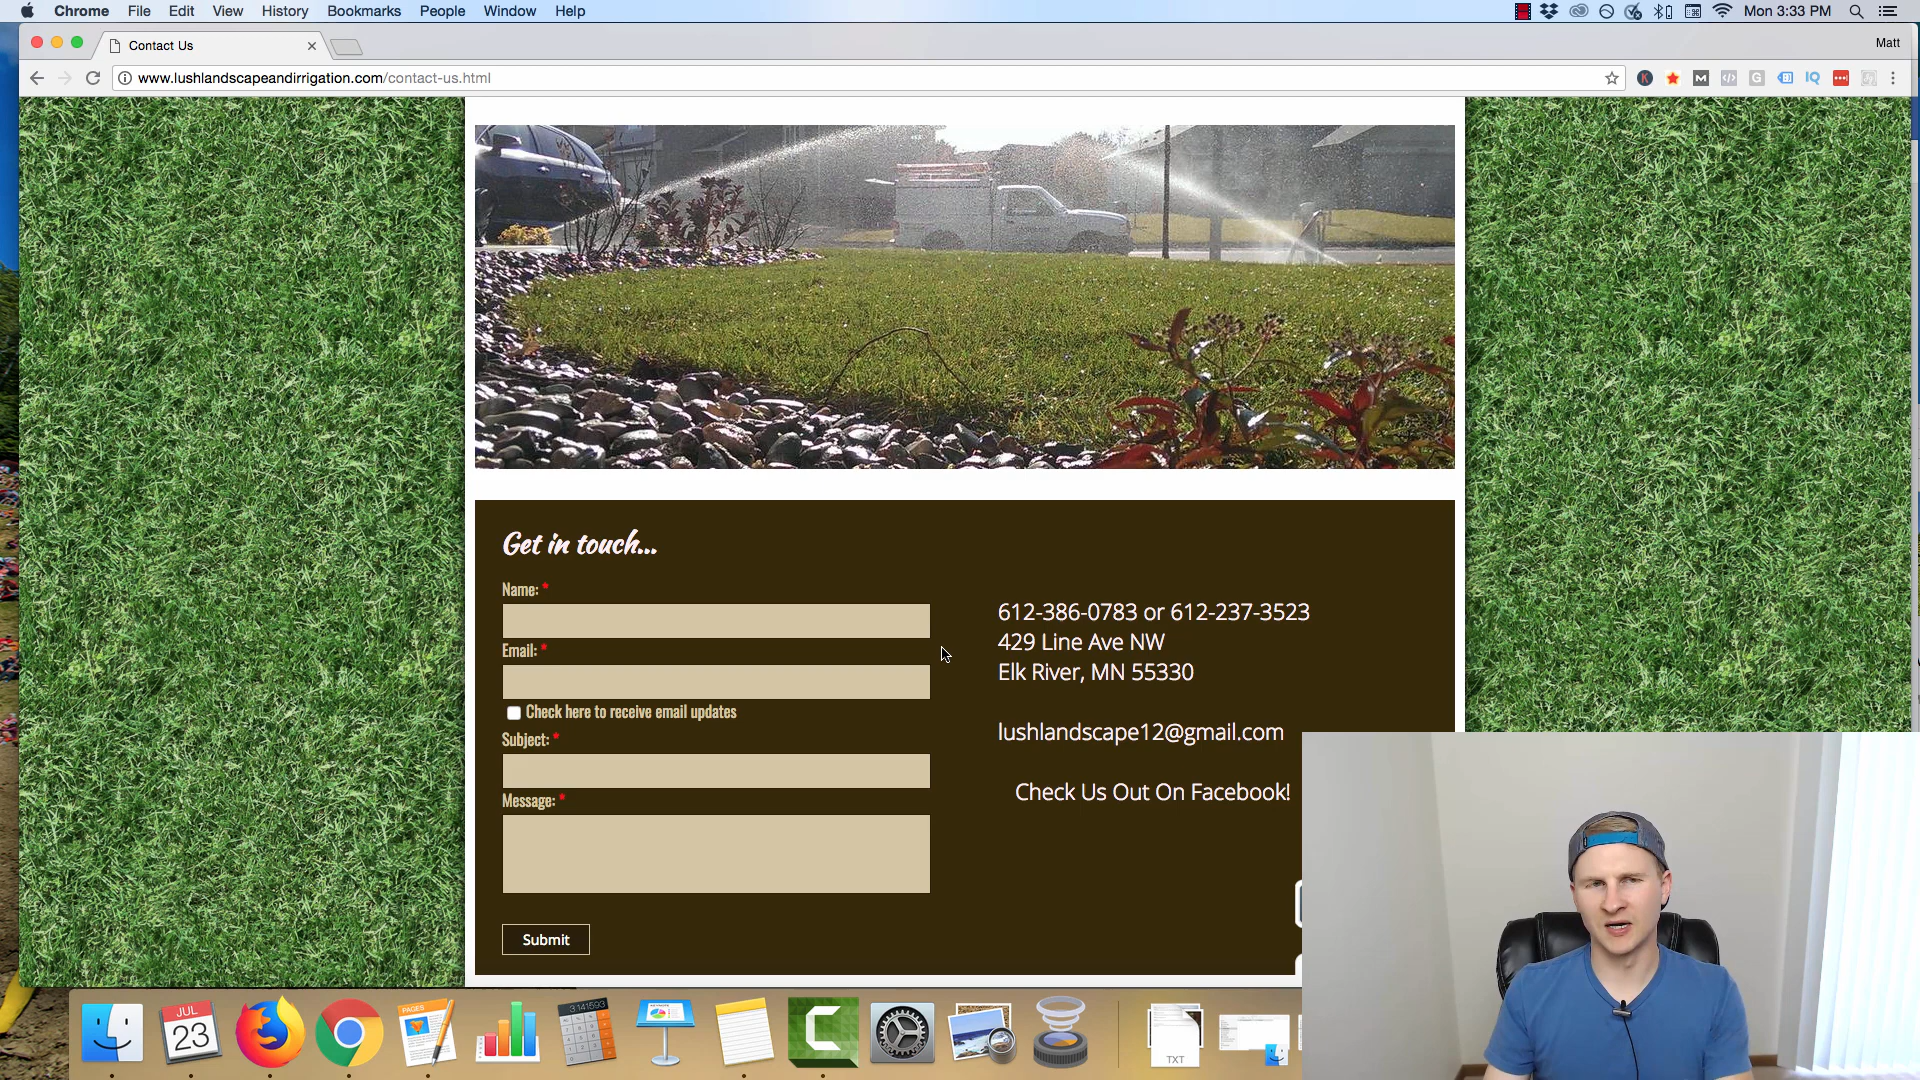 Chrome File Edit View History Bookmarks People Window Help Mon 3:33 PM
Contact Us Matt
www.lushlandscapeandirrigation.com/contact-us.html
Get in touch...
Name: *
Email: *
Check here to receive email updates
Subject: *
Message: *
Submit
612-386-0783 or 612-237-3523
429 Line Ave NW
Elk River, MN 55330
lushlandscape12@gmail.com
Check Us Out On Facebook!
JUL
23
PAGES
3.141593
TXT